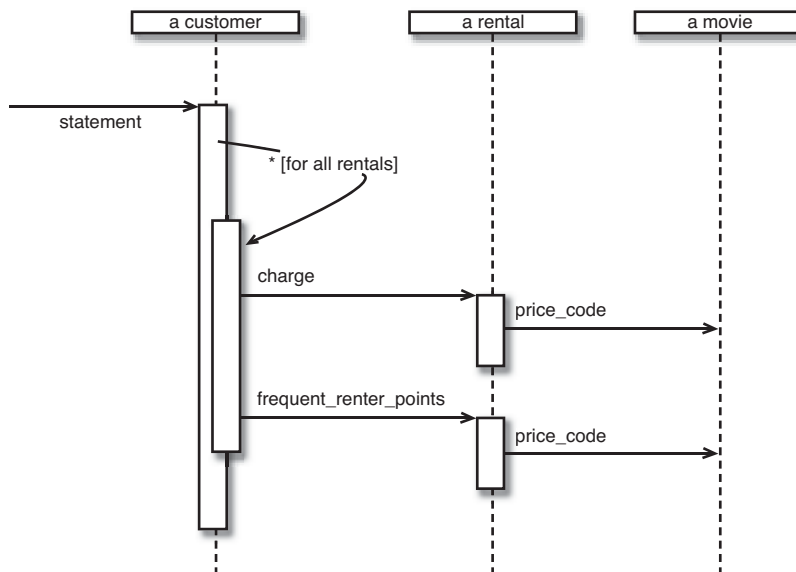 a customer
a rental
a movie
statement
* [for all rentals]
charge
price_code
frequent_renter_points
price_code